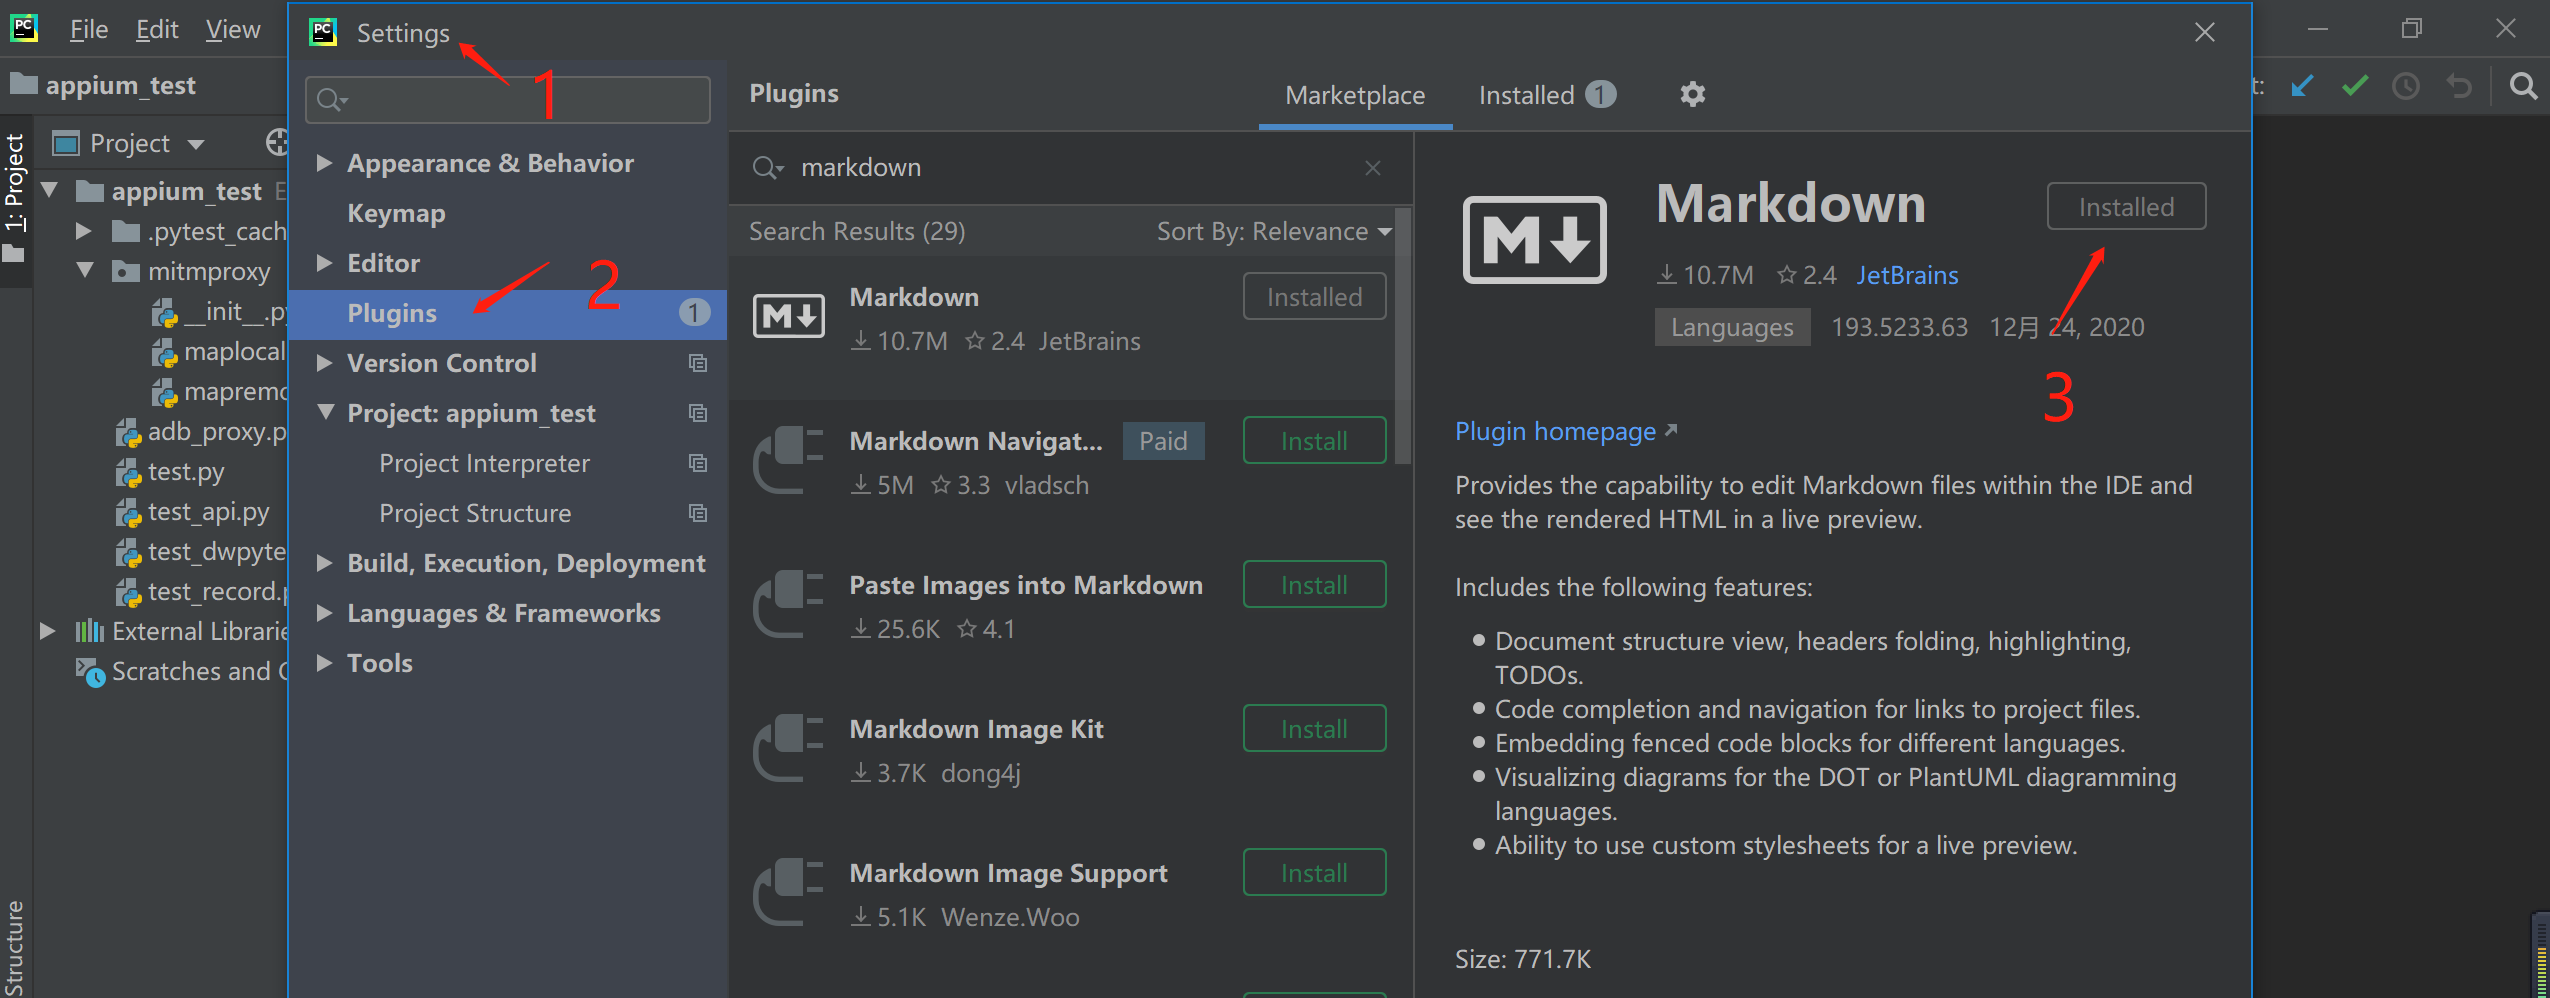 File Edit View
appium_test
Project
appium_test
.pytest_cach
mitmproxy
__init__.py
maplocal
mapremo
adb_proxy.p
test.py
test_api.py
test_dwpyte
test_record.p
External Librarie
Scratches and C
1: Project
Structure
Settings
1
Appearance & Behavior
Keymap
Editor
Plugins 1
2
Version Control
Project: appium_test
Project Interpreter
Project Structure
Build, Execution, Deployment
Languages & Frameworks
Tools
Plugins
Marketplace
Installed 1
markdown
Search Results (29)
Sort By: Relevance
Markdown
Installed
10.7M 2.4 JetBrains
Markdown Navigat... Paid
Install
5M 3.3 vladsch
Paste Images into Markdown
Install
25.6K 4.1
Markdown Image Kit
Install
3.7K dong4j
Markdown Image Support
Install
5.1K Wenze.Woo
Markdown
Installed
10.7M 2.4 JetBrains
Languages 193.5233.63 12月 24, 2020
3
Plugin homepage
Provides the capability to edit Markdown files within the IDE and
see the rendered HTML in a live preview.
Includes the following features:
Document structure view, headers folding, highlighting,
TODOs.
Code completion and navigation for links to project files.
Embedding fenced code blocks for different languages.
Visualizing diagrams for the DOT or PlantUML diagramming
languages.
Ability to use custom stylesheets for a live preview.
Size: 771.7K
t: